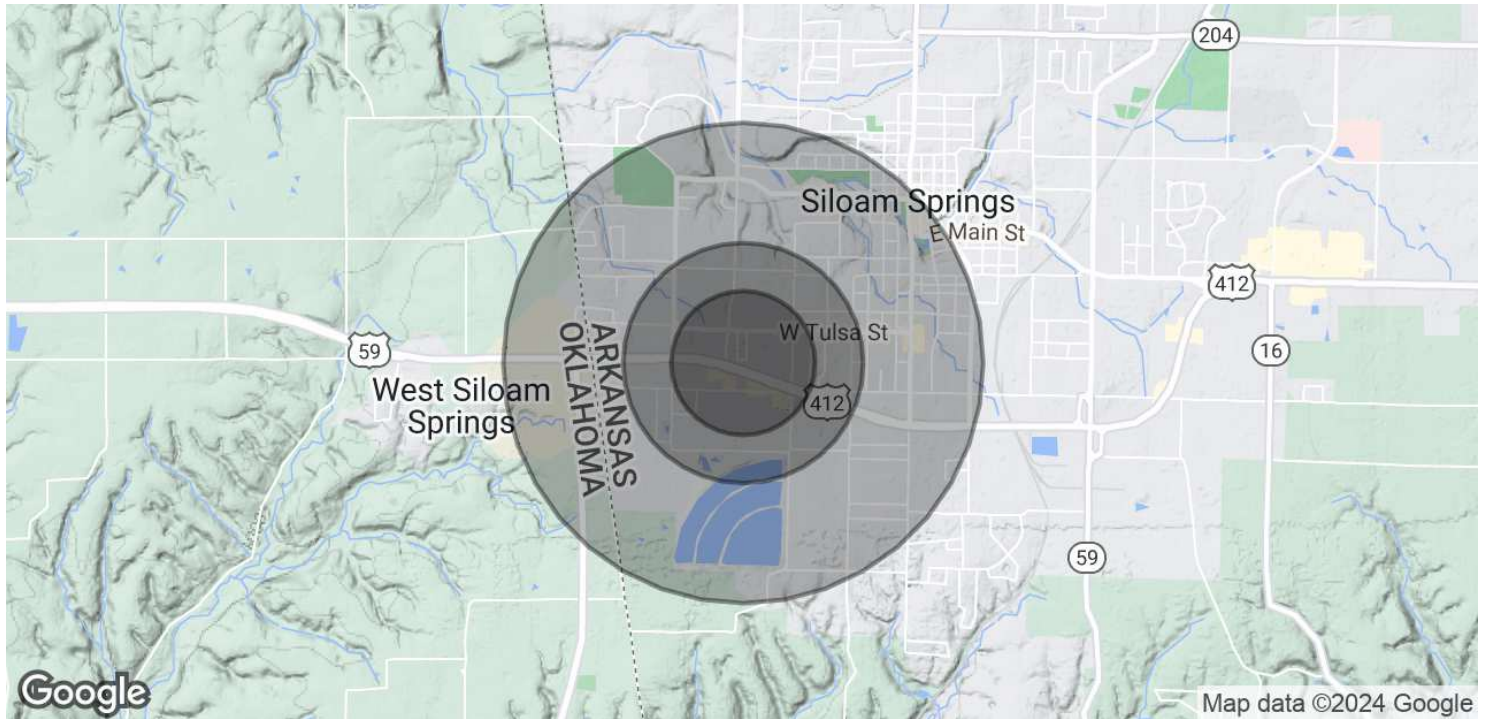 204
Siloam Springs
E Main St
412
W Tulsa St
59
16
ARKANSAS
OKLAHOMA
West Siloam
Springs
412
59
Google
Map data ©2024 Google